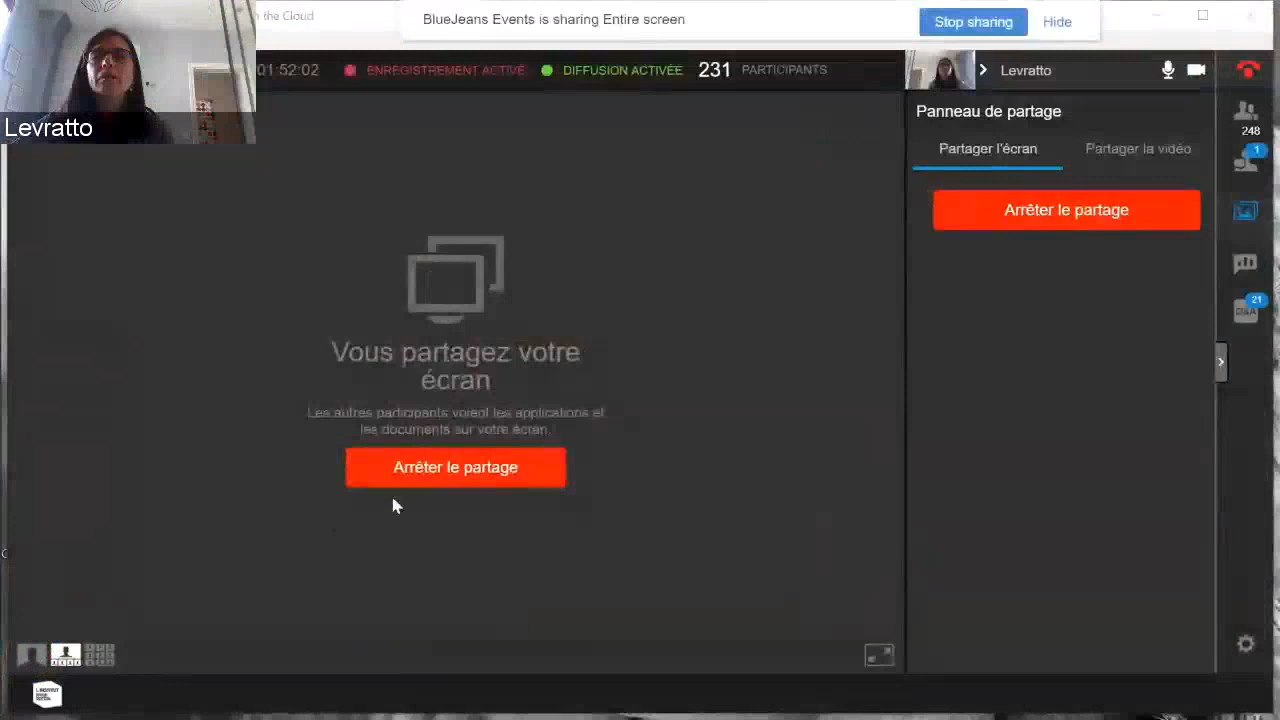 the Cloud
BlueJeans Events is sharing Entire screen
Stop sharing
Hide
Levratto
01:52:02
ENREGISTREMENT ACTIVÉ
DIFFUSION ACTIVÉE
231 PARTICIPANTS
Levratto
248
1
21
Q&A
Panneau de partage
Partager l'écran
Partager la vidéo
Arrêter le partage
Vous partagez votre
écran
Les autres participants voient les applications et
les documents sur votre écran.
Arrêter le partage